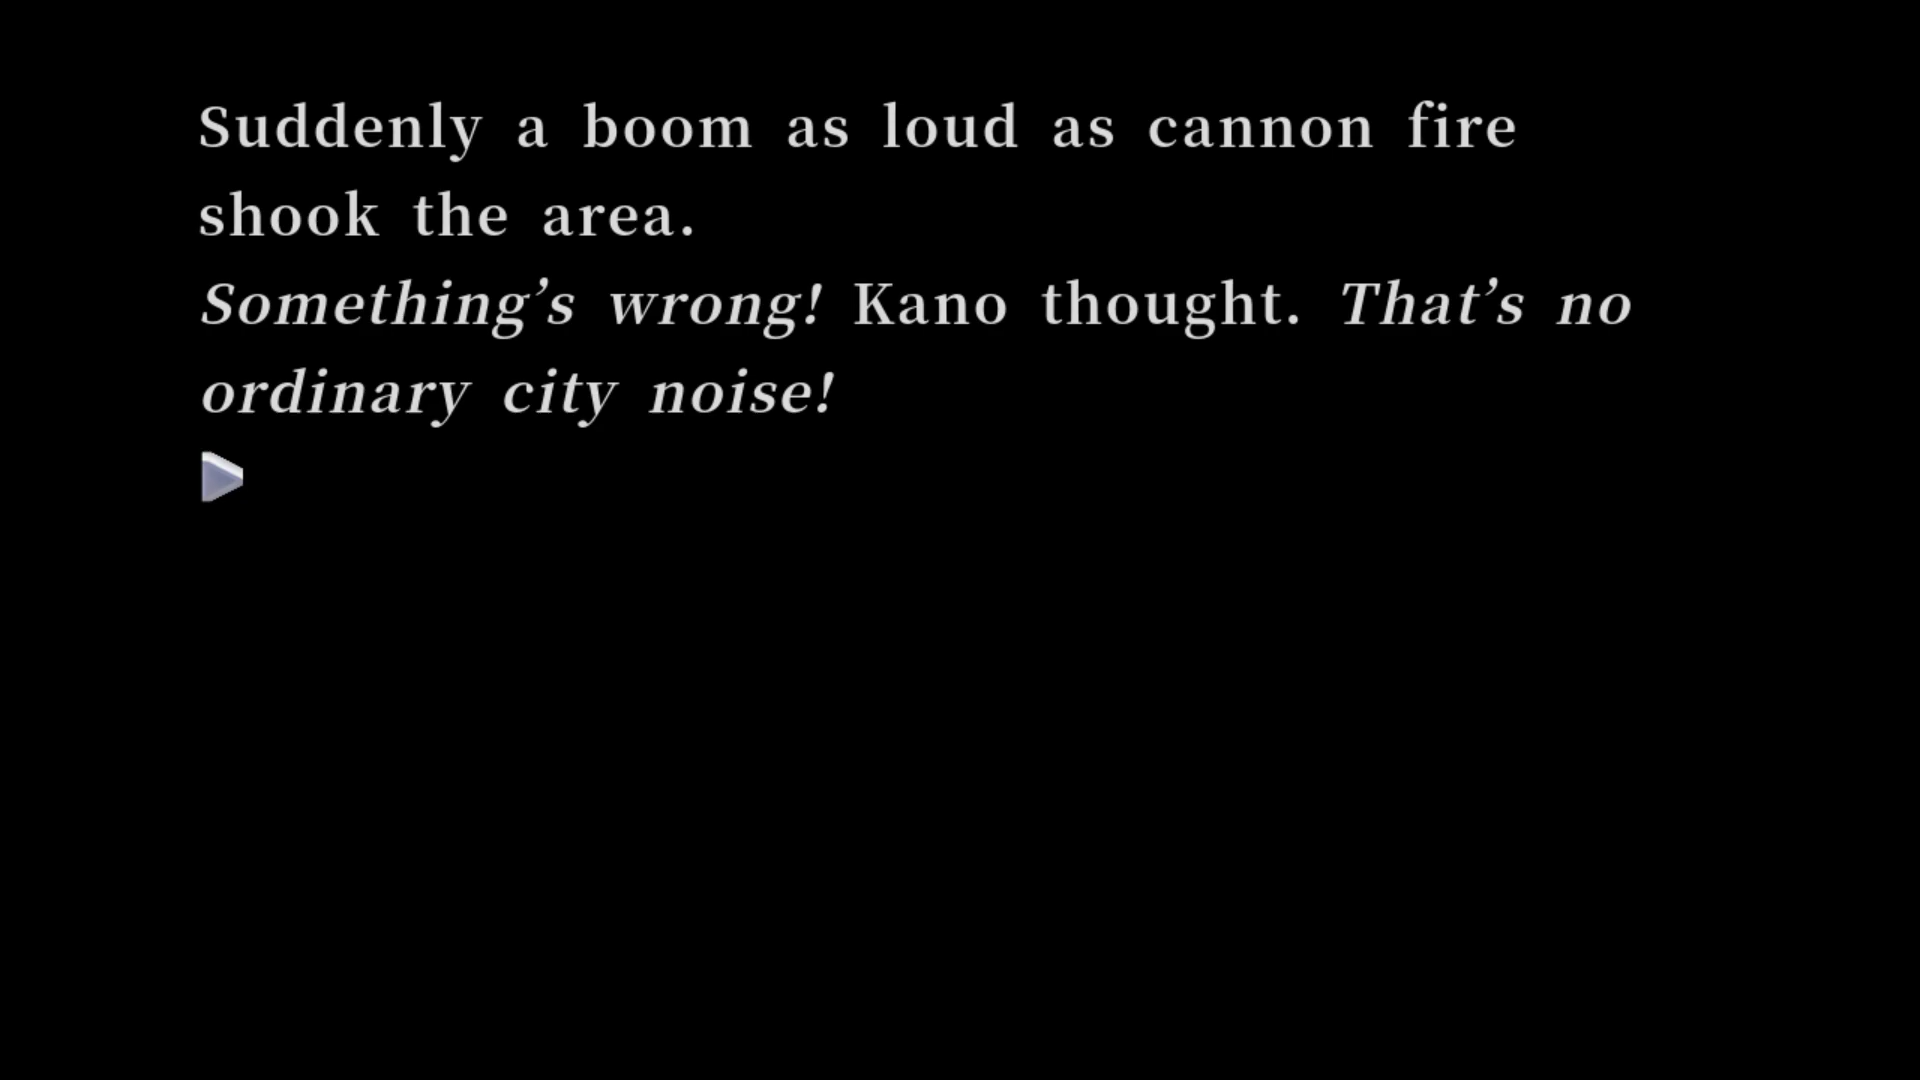 Suddenly a boom as loud as cannon fire
shook the area.
Something’s wrong! Kano thought. That’s no
ordinary city noise!